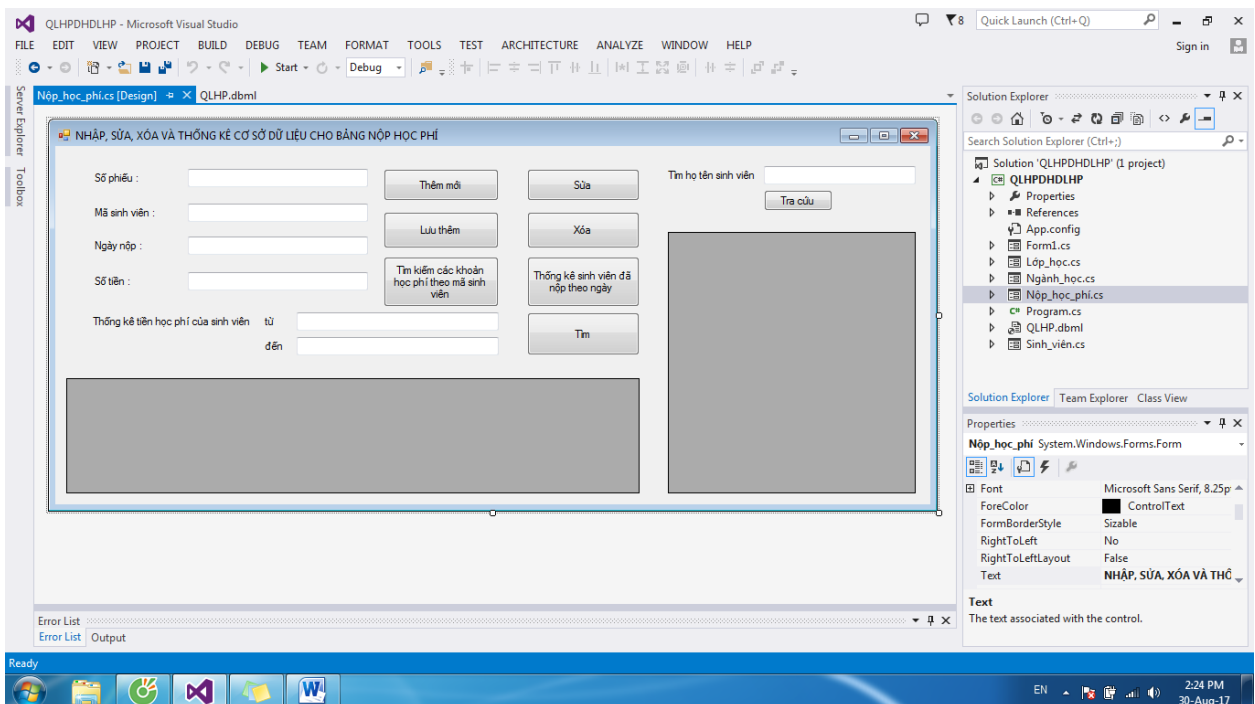 QLHPDHDLHP - Microsoft Visual Studio
8
Quick Launch (Ctrl+Q)
FILE EDIT VIEW PROJECT BUILD DEBUG TEAM FORMAT TOOLS TEST ARCHITECTURE ANALYZE WINDOW HELP
Sign in
Start
Debug
Server Explorer
Toolbox
Nộp_học_phí.cs [Design]
QLHP.dbml
NHẬP, SỬA, XÓA VÀ THỐNG KÊ CƠ SỞ DỮ LIỆU CHO BẢNG NỘP HỌC PHÍ
Số phiếu :
Thêm mới
Sửa
Tìm họ tên sinh viên
Tra cứu
Mã sinh viên :
Lưu thêm
Xóa
Ngày nộp :
Số tiền :
Tìm kiếm các khoản
học phí theo mã sinh
viên
Thống kê sinh viên đã
nộp theo ngày
Thống kê tiền học phí của sinh viên từ
đến
Tìm
Error List
Error List Output
Solution Explorer
Search Solution Explorer (Ctrl+;)
Solution 'QLHPDHDLHP' (1 project)
C# QLHPDHDLHP
Properties
References
App.config
Form1.cs
Lớp_học.cs
Ngành_học.cs
Nộp_học_phí.cs
C# Program.cs
QLHP.dbml
Sinh_viên.cs
Solution Explorer Team Explorer Class View
Properties
Nộp_học_phí System.Windows.Forms.Form
Font Microsoft Sans Serif, 8.25p
ForeColor ControlText
FormBorderStyle Sizable
RightToLeft No
RightToLeftLayout False
Text NHẬP, SỬA, XÓA VÀ THỐ
Text
The text associated with the control.
Ready
W
EN
2:24 PM
30-Aug-17